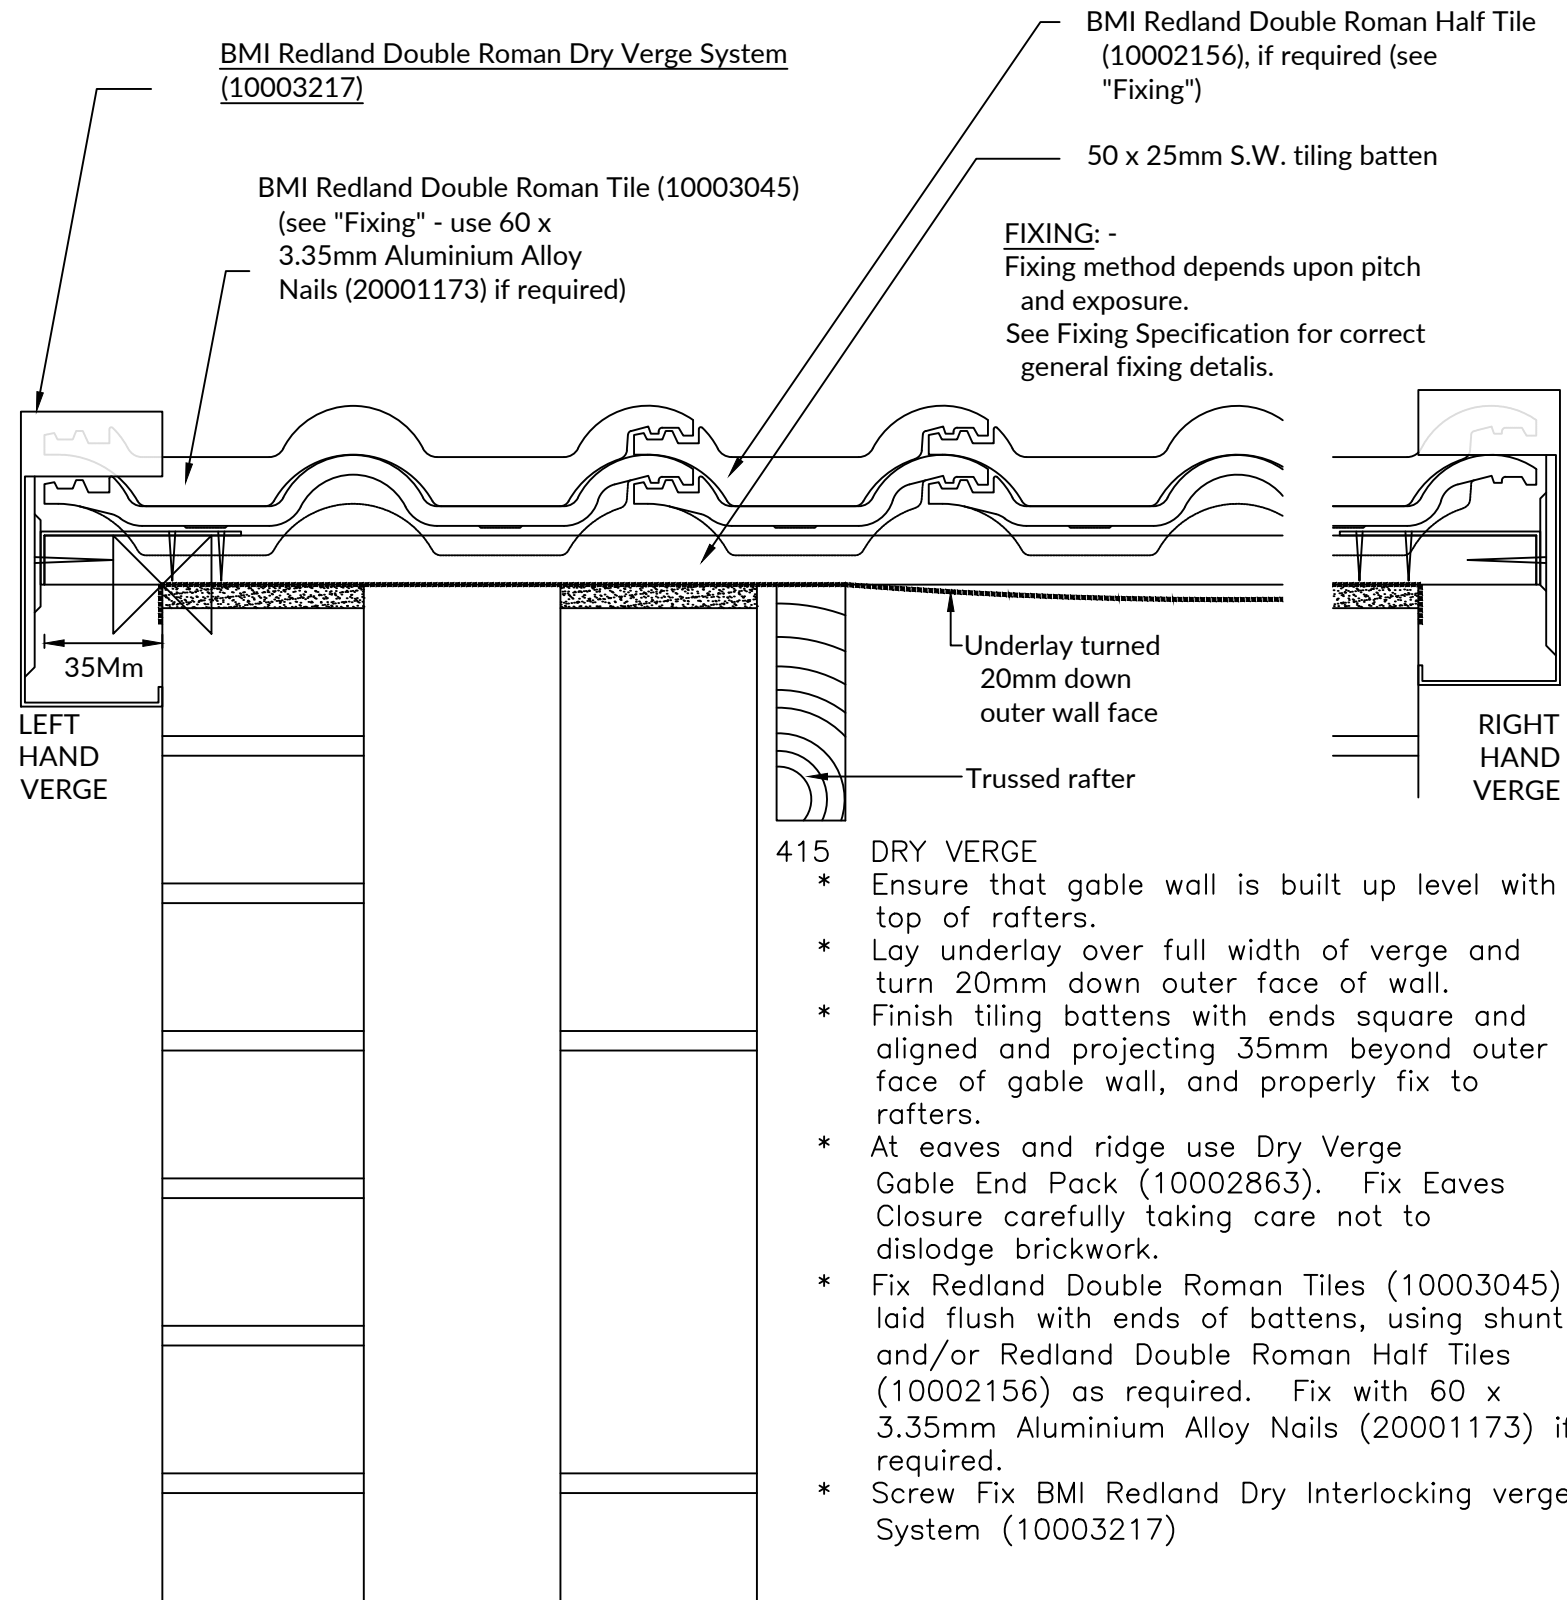 BMI Redland Double Roman Dry Verge System
(10003217)
BMI Redland Double Roman Half Tile
(10002156), if required (see
"Fixing")
50 x 25mm S.W. tiling batten
BMI Redland Double Roman Tile (10003045)
(see "Fixing" - use 60 x
3.35mm Aluminium Alloy
Nails (20001173) if required)
FIXING: -
Fixing method depends upon pitch
and exposure.
See Fixing Specification for correct
general fixing detalis.
35Mm
LEFT
HAND
VERGE
Underlay turned
20mm down
outer wall face
Trussed rafter
RIGHT
HAND
VERGE
415 DRY VERGE
* Ensure that gable wall is built up level with
top of rafters.
* Lay underlay over full width of verge and
turn 20mm down outer face of wall.
* Finish tiling battens with ends square and
aligned and projecting 35mm beyond outer
face of gable wall, and properly fix to
rafters.
* At eaves and ridge use Dry Verge
Gable End Pack (10002863). Fix Eaves
Closure carefully taking care not to
dislodge brickwork.
* Fix Redland Double Roman Tiles (10003045)
laid flush with ends of battens, using shunt
and/or Redland Double Roman Half Tiles
(10002156) as required. Fix with 60 x
3.35mm Aluminium Alloy Nails (20001173) if
required.
* Screw Fix BMI Redland Dry Interlocking verge
System (10003217)